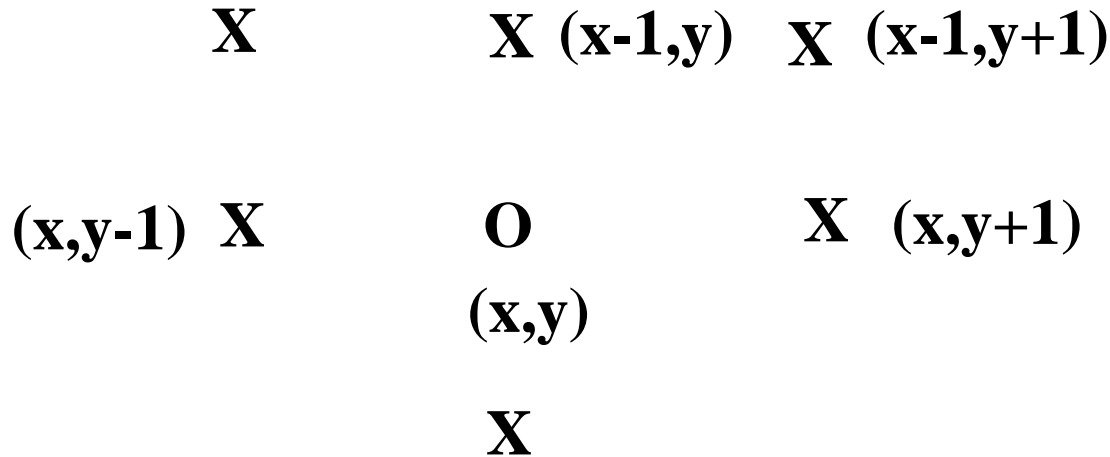 X X (x-1,y) X (x-1,y+1)
(x,y-1) X O X (x,y+1)
(x,y)
X